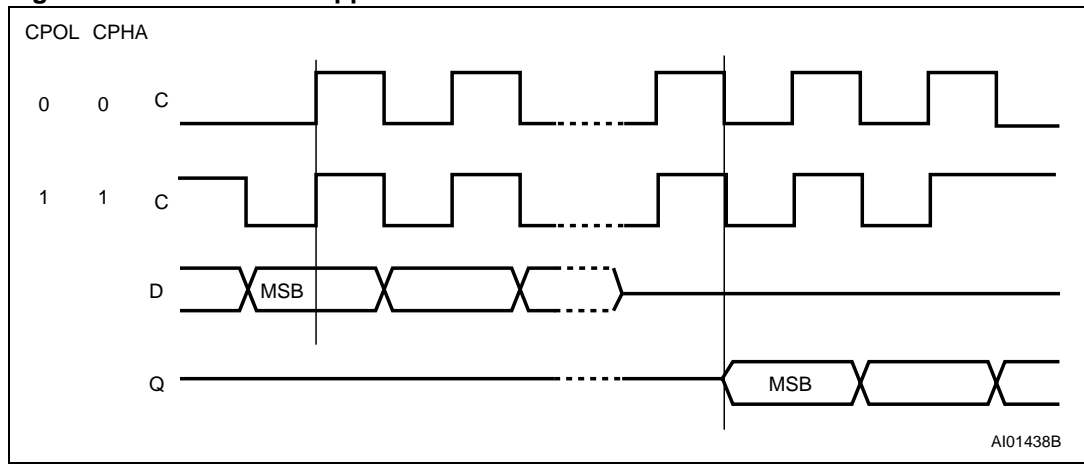 CPOL CPHA
0 0 C
1 1 C
D MSB
Q MSB
AI01438B